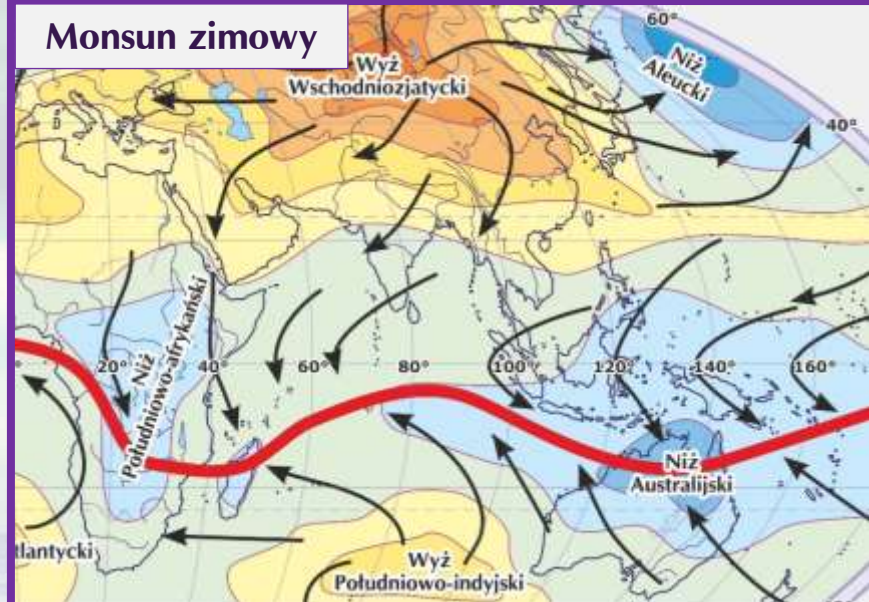 Monsun zimowy
60°
Niż
Aleucki
Wyż
Wschodniozjatycki
40°
Niż
Południowo-afrykański
20°
40°
60°
80°
100°
120°
140°
160°
Niż
Australijski
tlantycki
Wyż
Południowo-indyjski